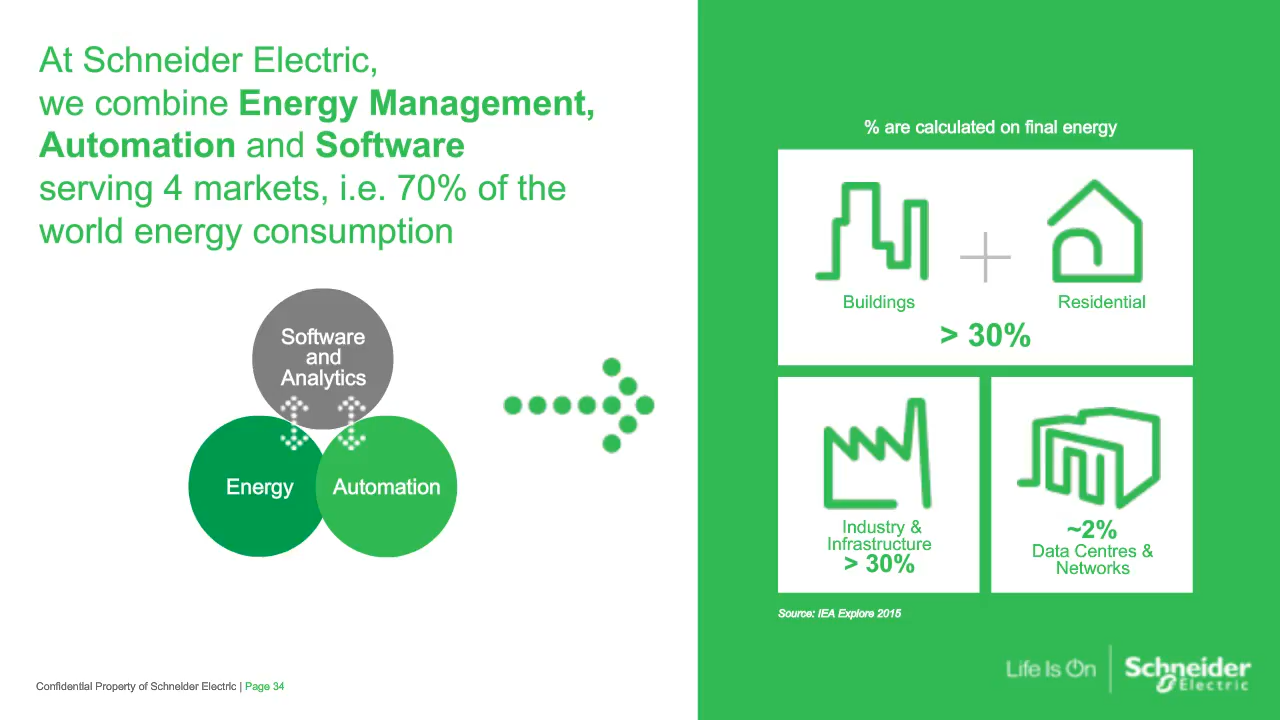 At Schneider Electric,
we combine Energy Management,
Automation and Software
serving 4 markets, i.e. 70% of the
world energy consumption
Software
and
Analytics
Energy
Automation
% are calculated on final energy
Buildings
Residential
> 30%
Industry &
Infrastructure
> 30%
~2%
Data Centres &
Networks
Source: IEA Explore 2015
Confidential Property of Schneider Electric | Page 34
Life Is On
Schneider
Electric